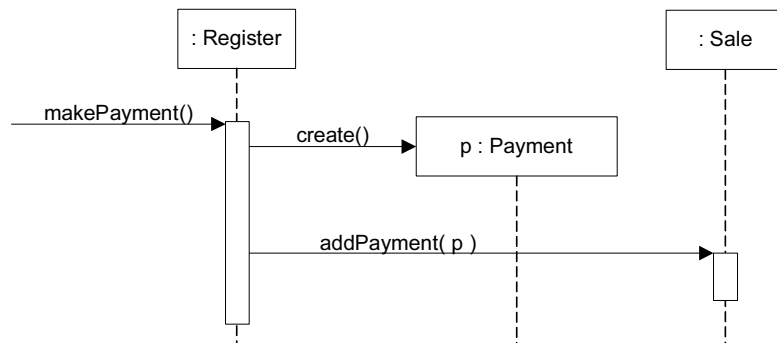 : Register
: Sale
makePayment()
create()
p : Payment
addPayment( p )